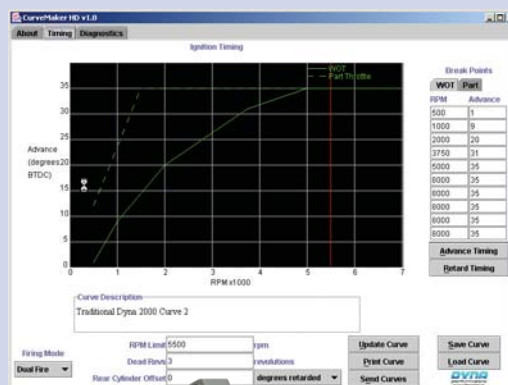 CurveMaker HD v1.0
About Timing Diagnostics
Ignition Timing
WOT
Part Throttle
Advance
(degrees
BTDC)
35
30
25
20
15
10
5
0
0 1 2 3 4 5 6 7
RPM x1000
Break Points
WOT Part
RPM Advance
500 1
1000 9
2000 20
3750 31
5000 35
8000 35
8000 35
8000 35
8000 35
8000 35
Advance Timing
Retard Timing
Curve Description
Traditional Dyna 2000 Curve 2
Firing Mode
Dual Fire
RPM Limit 5500 rpm
Dead Revs 3 revolutions
Rear Cylinder Offset 0 degrees retarded
Update Curve
Print Curve
Send Curves
Save Curve
Load Curve
DYNA